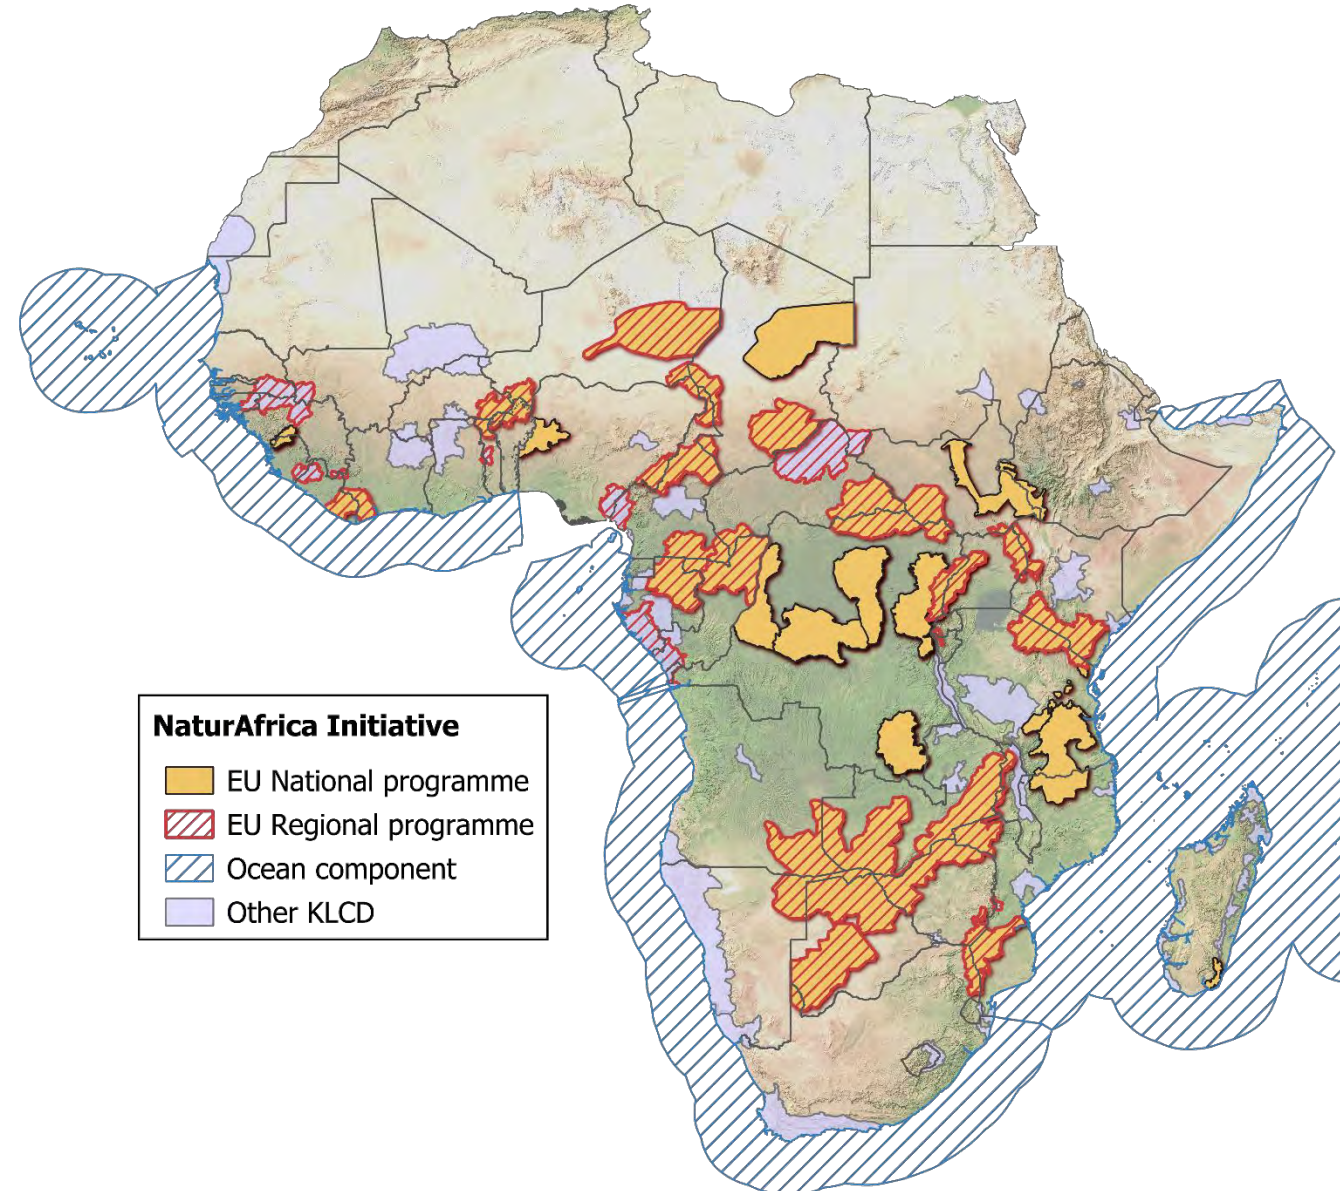 NaturAfrica Initiative
EU National programme
EU Regional programme
Ocean component
Other KLCD